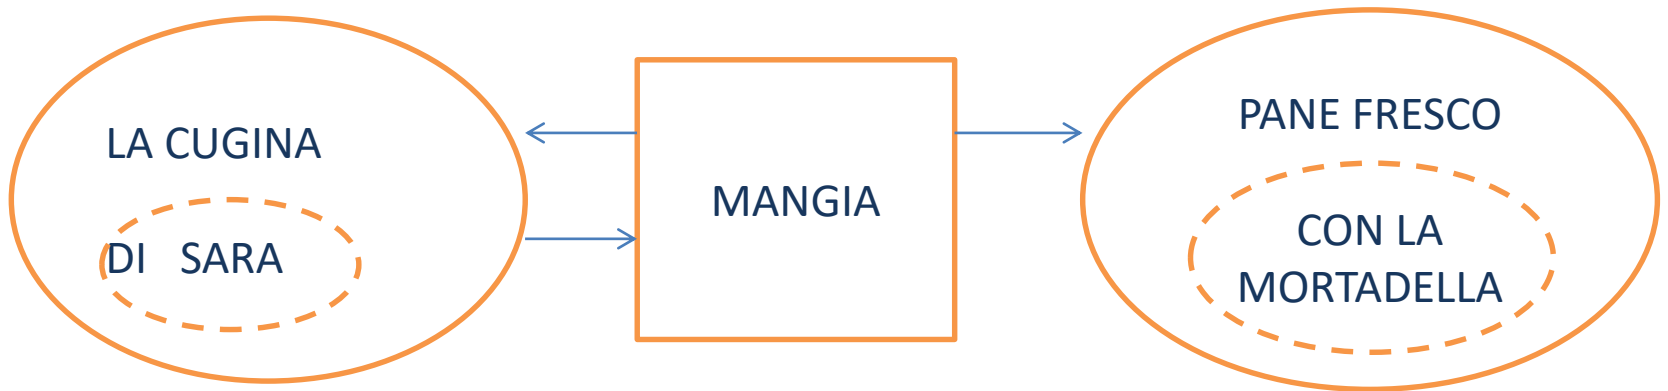 LA CUGINA
DI SARA
MANGIA
PANE FRESCO
CON LA
MORTADELLA